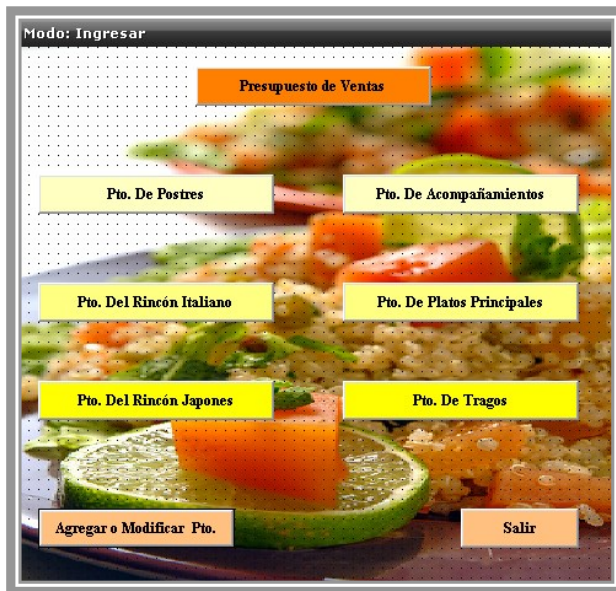 Modo: Ingresar
Presupuesto de Ventas
Pto. De Postres
Pto. De Acompañamientos
Pto. Del Rincón Italiano
Pto. De Platos Principales
Pto. Del Rincón Japones
Pto. De Tragos
Agregar o Modificar Pto.
Salir